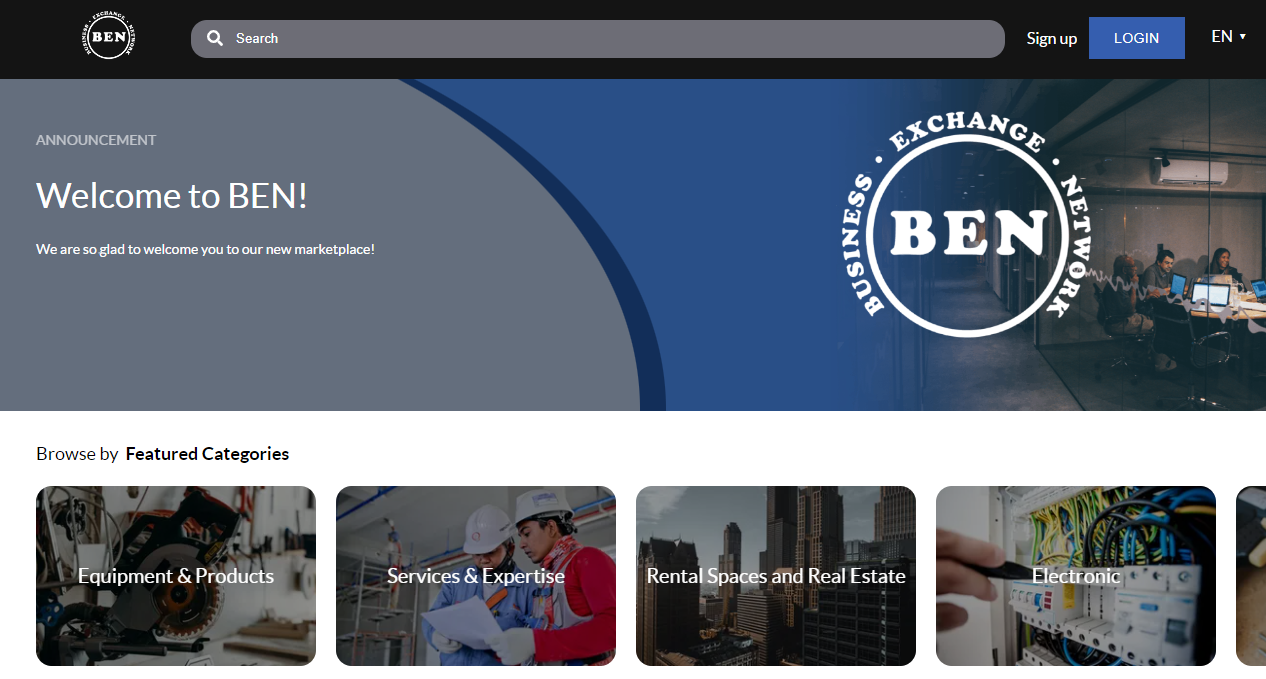 BUSINESS · EXCHANGE · NETWORK
BEN
Search
Sign up
LOGIN
EN ▼
ANNOUNCEMENT
Welcome to BEN!
We are so glad to welcome you to our new marketplace!
BUSINESS · EXCHANGE · NETWORK
BEN
Browse by Featured Categories
Equipment & Products
Services & Expertise
Rental Spaces and Real Estate
Electronic